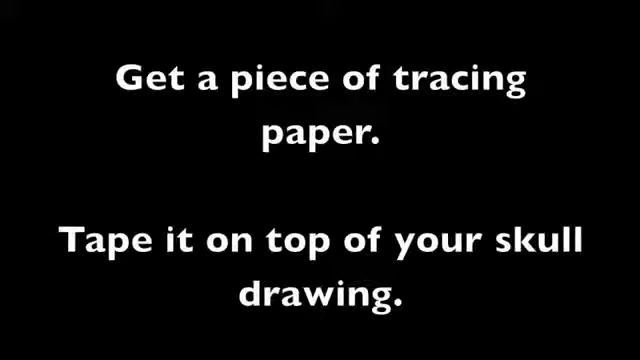 Get a piece of tracing
paper.
Tape it on top of your skull
drawing.